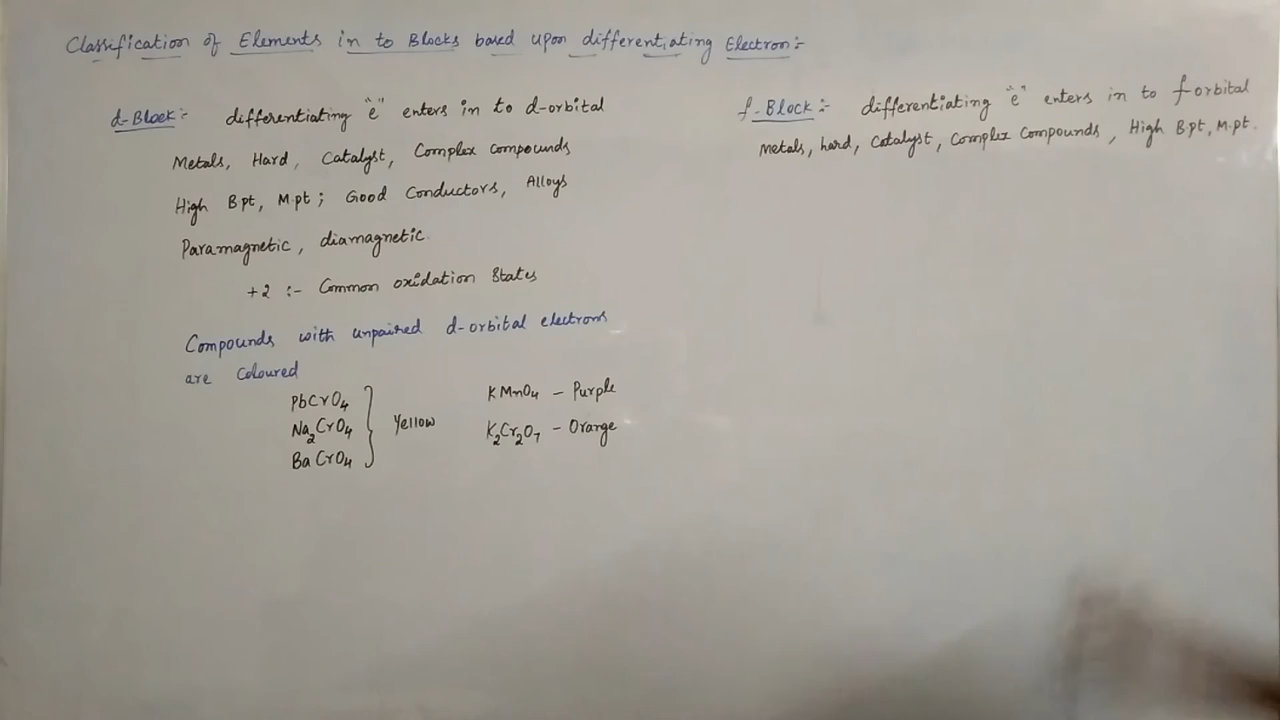 Classification of Elements in to Blocks based upon differentiating Electron:-
d-Block:- differentiating "e" enters in to d-orbital
Metals, Hard, Catalyst, Complex compounds
High Bpt, M.pt; Good Conductors, Alloys
Paramagnetic, diamagnetic.
+2 :- Common oxidation States
Compounds with unpaired d-orbital electrons
are coloured
PbCrO4
Na2CrO4
BaCrO4
Yellow
KMnO4 - Purple
K2Cr2O7 - Orange
f-Block:- differentiating "e" enters in to f orbital
Metals, hard, Catalyst, Complex Compounds, High B.pt, M.pt.